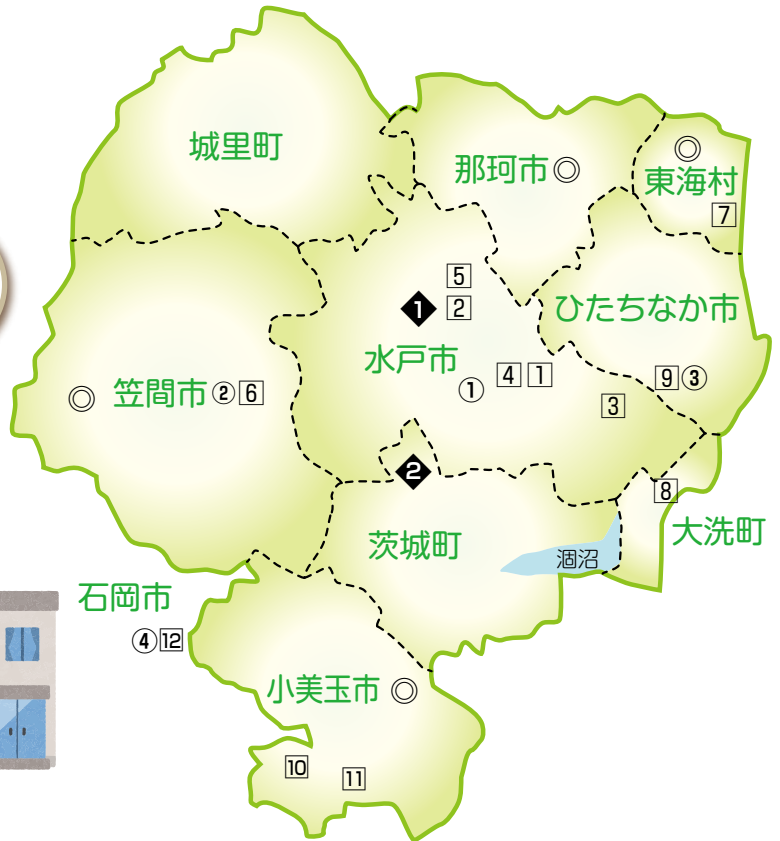 城里町
那珂市◎
◎
東海村
7
5
❶ 2
ひたちなか市
水戸市
① 4 1
9 ③
3
◎ 笠間市 ② 6
❷
8
茨城町
大洗町
涸沼
石岡市
④ 12
小美玉市 ◎
10
11